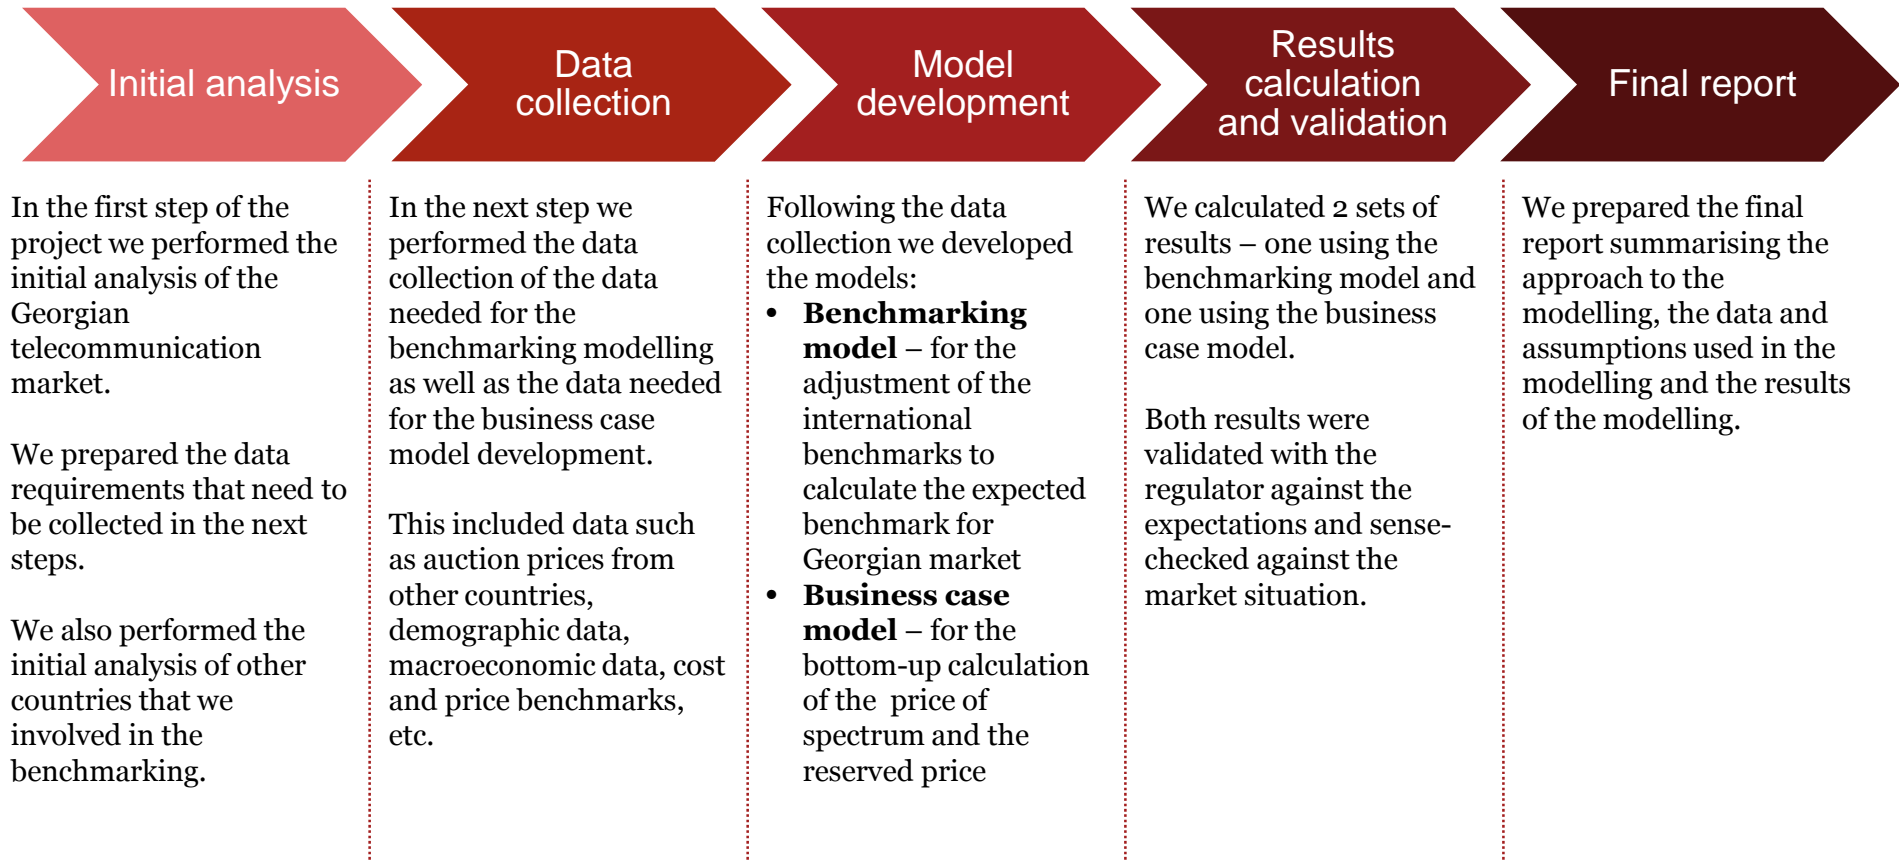 Initial analysis
Data
collection
Model
development
Results
calculation
and validation
Final report
In the first step of the
project we performed the
initial analysis of the
Georgian
telecommunication
market.
We prepared the data
requirements that need to
be collected in the next
steps.
We also performed the
initial analysis of other
countries that we
involved in the
benchmarking.
In the next step we
performed the data
collection of the data
needed for the
benchmarking modelling
as well as the data needed
for the business case
model development.
This included data such
as auction prices from
other countries,
demographic data,
macroeconomic data, cost
and price benchmarks,
etc.
Following the data
collection we developed
the models:
• Benchmarking
model – for the
adjustment of the
international
benchmarks to
calculate the expected
benchmark for
Georgian market
• Business case
model – for the
bottom-up calculation
of the price of
spectrum and the
reserved price
We calculated 2 sets of
results – one using the
benchmarking model and
one using the business
case model.
Both results were
validated with the
regulator against the
expectations and sense-
checked against the
market situation.
We prepared the final
report summarising the
approach to the
modelling, the data and
assumptions used in the
modelling and the results
of the modelling.